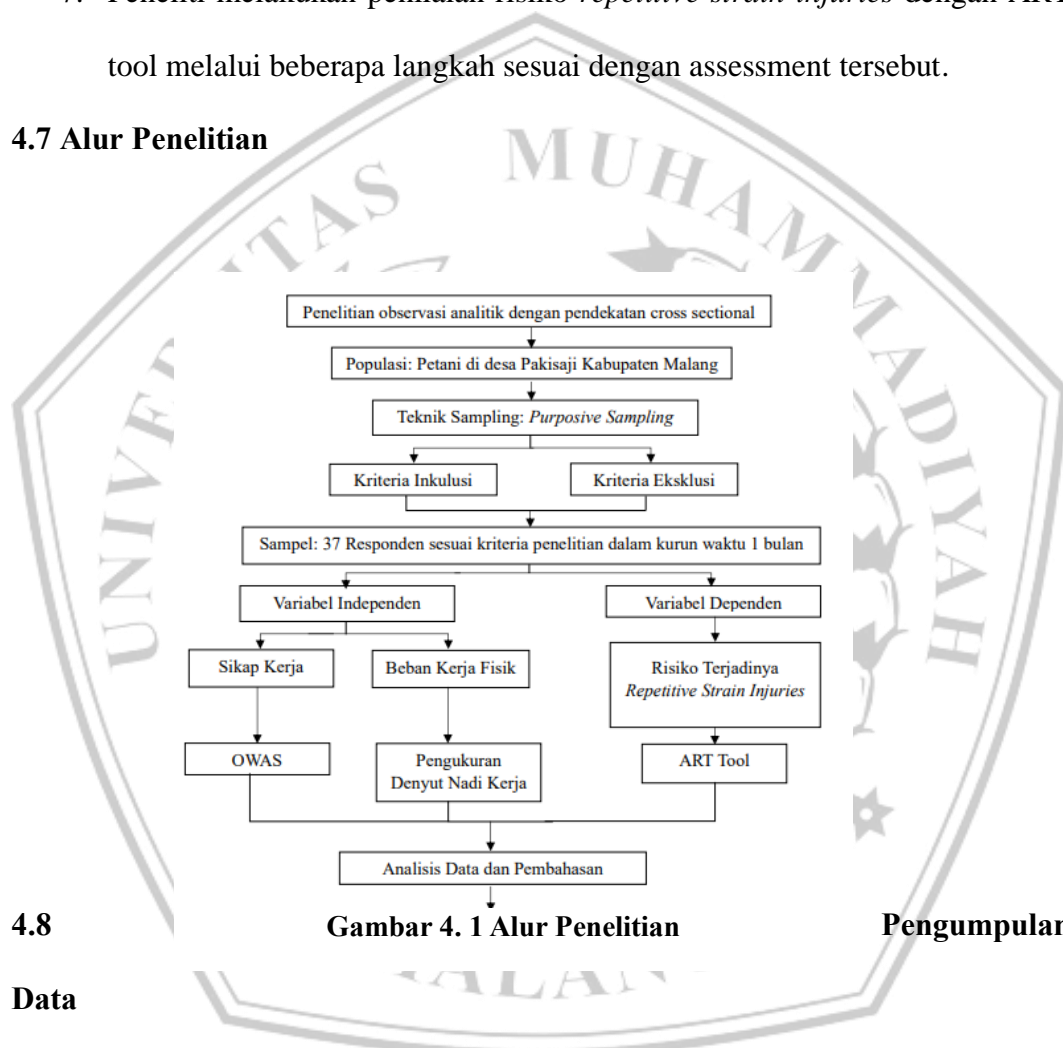 7. Peneliti melakukan penilaian risiko repetitive strain injuries dengan ART
tool melalui beberapa langkah sesuai dengan assessment tersebut.
4.7 Alur Penelitian
UNIVERSITAS MUHAMMADIYAH
Penelitian observasi analitik dengan pendekatan cross sectional
Populasi: Petani di desa Pakisaji Kabupaten Malang
Teknik Sampling: Purposive Sampling
Kriteria Inkulusi
Kriteria Eksklusi
Sampel: 37 Responden sesuai kriteria penelitian dalam kurun waktu 1 bulan
Variabel Independen
Variabel Dependen
Sikap Kerja
Beban Kerja Fisik
Risiko Terjadinya
Repetitive Strain Injuries
OWAS
Pengukuran
Denyut Nadi Kerja
ART Tool
Analisis Data dan Pembahasan
4.8 Pengumpulan
Gambar 4. 1 Alur Penelitian
Data
MALANG